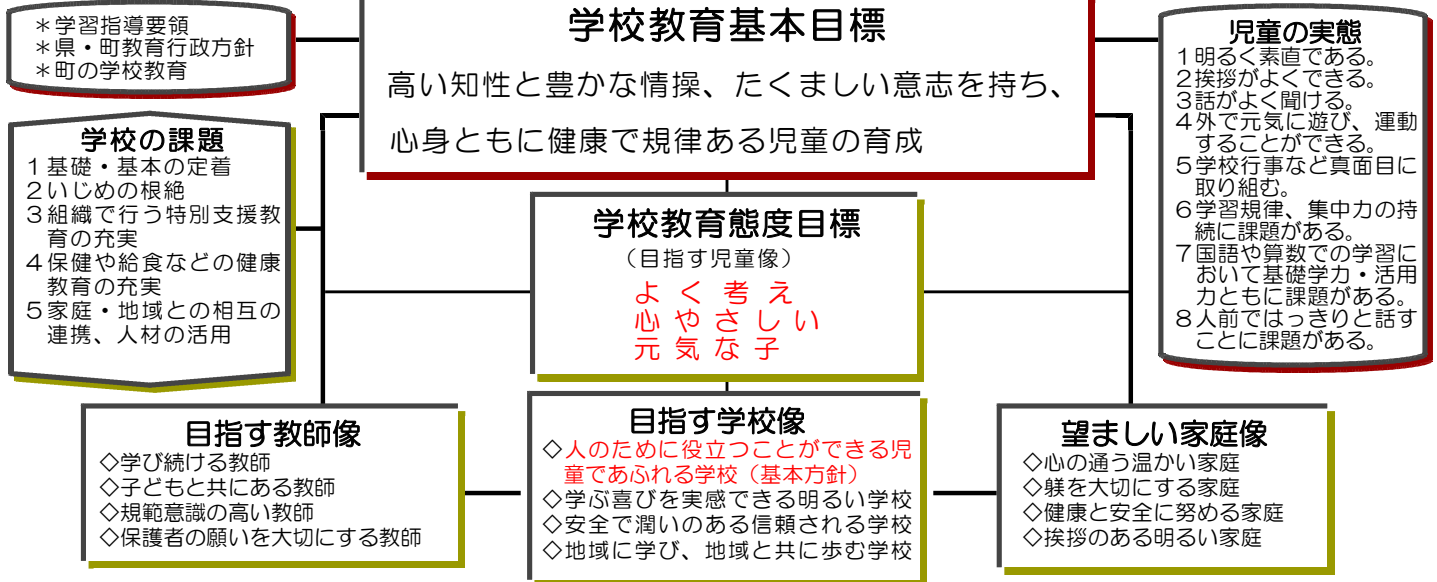 ＊学習指導要領
＊県・町教育行政方針
＊町の学校教育
学校教育基本目標
高い知性と豊かな情操、たくましい意志を持ち、
心身ともに健康で規律ある児童の育成
児童の実態
１明るく素直である。
２挨拶がよくできる。
３話がよく聞ける。
４外で元気に遊び、運動
することができる。
５学校行事など真面目に
取り組む。
６学習規律、集中力の持
続に課題がある。
７国語や算数での学習に
おいて基礎学力・活用
力ともに課題がある。
８人前ではっきりと話す
ことに課題がある。
学校の課題
１基礎・基本の定着
２いじめの根絶
３組織で行う特別支援教
育の充実
４保健や給食などの健康
教育の充実
５家庭・地域との相互の
連携、人材の活用
学校教育態度目標
（目指す児童像）
よく考え
心やさしい
元気な子
目指す教師像
◇学び続ける教師
◇子どもと共にある教師
◇規範意識の高い教師
◇保護者の願いを大切にする教師
目指す学校像
◇人のために役立つことができる児
童であふれる学校（基本方針）
◇学ぶ喜びを実感できる明るい学校
◇安全で潤いのある信頼される学校
◇地域に学び、地域と共に歩む学校
望ましい家庭像
◇心の通う温かい家庭
◇躾を大切にする家庭
◇健康と安全に努める家庭
◇挨拶のある明るい家庭